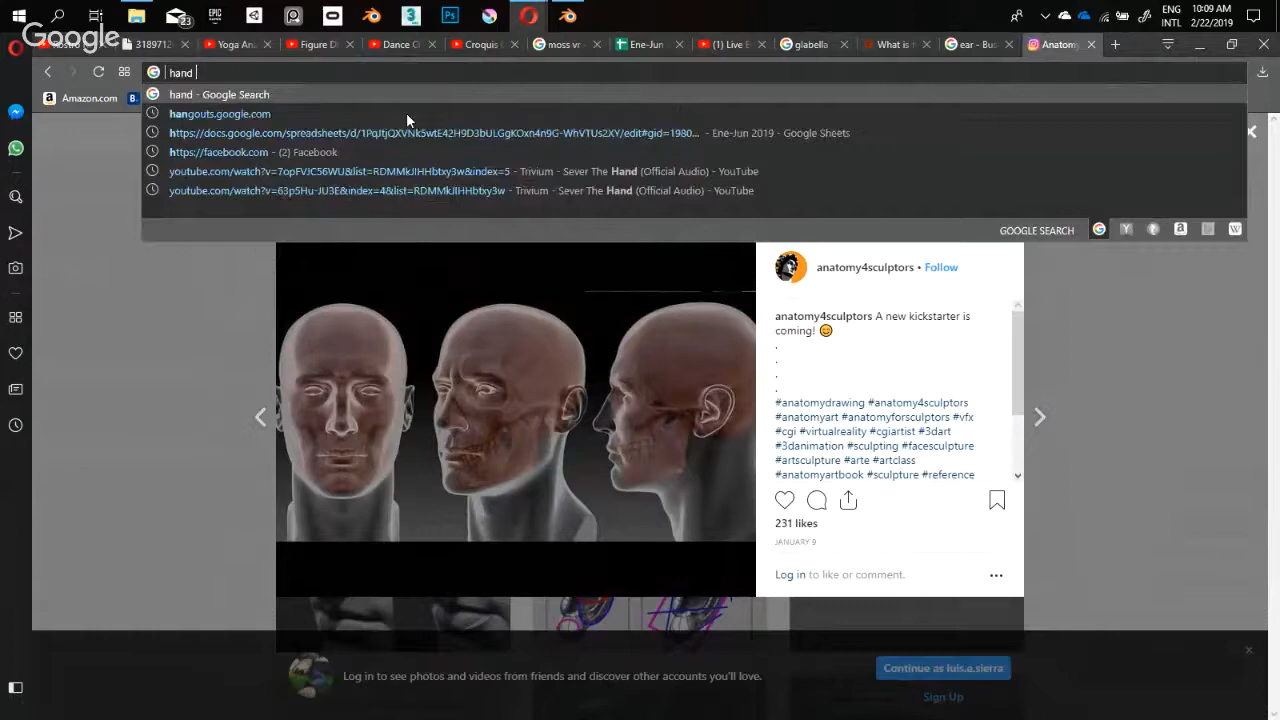 23
EPIC
3
Ps
ENG
INTL
10:09 AM
2/22/2019
Google
318971
Yoga An
Figure D
Dance C
Croquis
moss vr
Ene-Jun
(1) Live E
glabella
What is
ear - Bus
Anatomy
hand
Amazon.com
B
hand - Google Search
hangouts.google.com
https://docs.google.com/spreadsheets/d/1PqJtjQXVNk5wtE42H9D3bULGgKOxn4n9G-WhVTUs2XY/edit#gid=1980... - Ene-Jun 2019 - Google Sheets
https://facebook.com - (2) Facebook
youtube.com/watch?v=7opFVJC56WU&list=RDMMkJIHHbtxy3w&index=5 - Trivium - Sever The Hand (Official Audio) - YouTube
youtube.com/watch?v=63p5Hu-JU3E&index=4&list=RDMMkJIHHbtxy3w - Trivium - Sever The Hand (Official Audio) - YouTube
GOOGLE SEARCH
anatomy4sculptors • Follow
anatomy4sculptors A new kickstarter is
coming!
.
.
.
.
#anatomydrawing #anatomy4sculptors
#anatomyart #anatomyforsculptors #vfx
#cgi #virtualreality #cgiartist #3dart
#3danimation #sculpting #facesculpture
#artsculpture #arte #artclass
#anatomyartbook #sculpture #reference
231 likes
JANUARY 9
Log in to like or comment.
Log in to see photos and videos from friends and discover other accounts you'll love.
Continue as luis.e.sierra
Sign Up